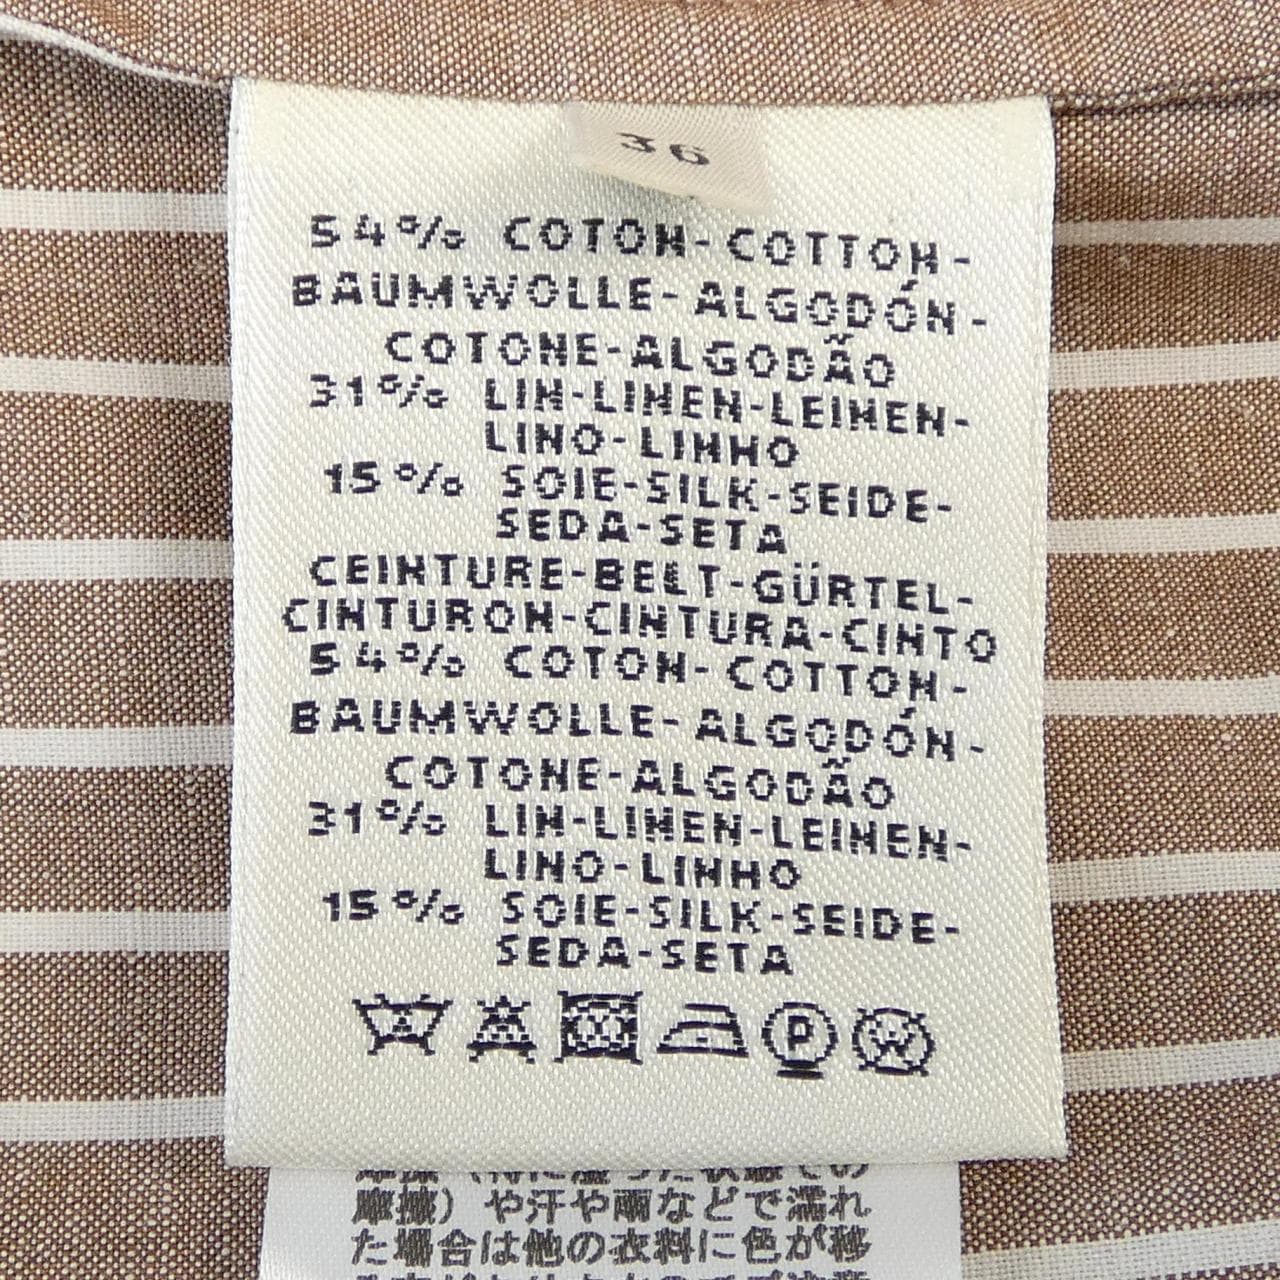 36
54% COTON-COTTON-
BAUMWOLLE-ALGODÓN-
COTONE-ALGODÃO
31% LIN-LINEN-LEINEN-
LINO-LINHO
15% SOIE-SILK-SEIDE-
SEDA-SETA
CEINTURE-BELT-GÜRTEL-
CINTURON-CINTURA-CINTO
54% COTON-COTTON-
BAUMWOLLE-ALGODÓN-
COTONE-ALGODÃO
31% LIN-LINEN-LEINEN-
LINO-LINHO
15% SOIE-SILK-SEIDE-
SEDA-SETA
P W
摩擦）や汗や雨などで濡れ
た場合は他の衣料に色が移